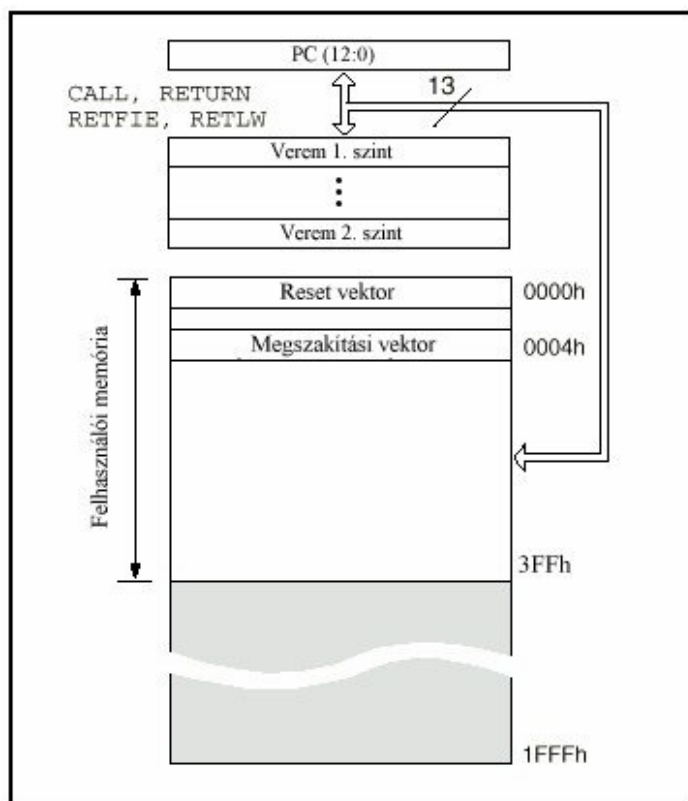 PC (12:0)
CALL, RETURN
RETFIE, RETLW
13
Verem 1. szint
Verem 2. szint
Reset vektor
0000h
Megszakítási vektor
0004h
Felhasználói memória
3FFh
1FFFh